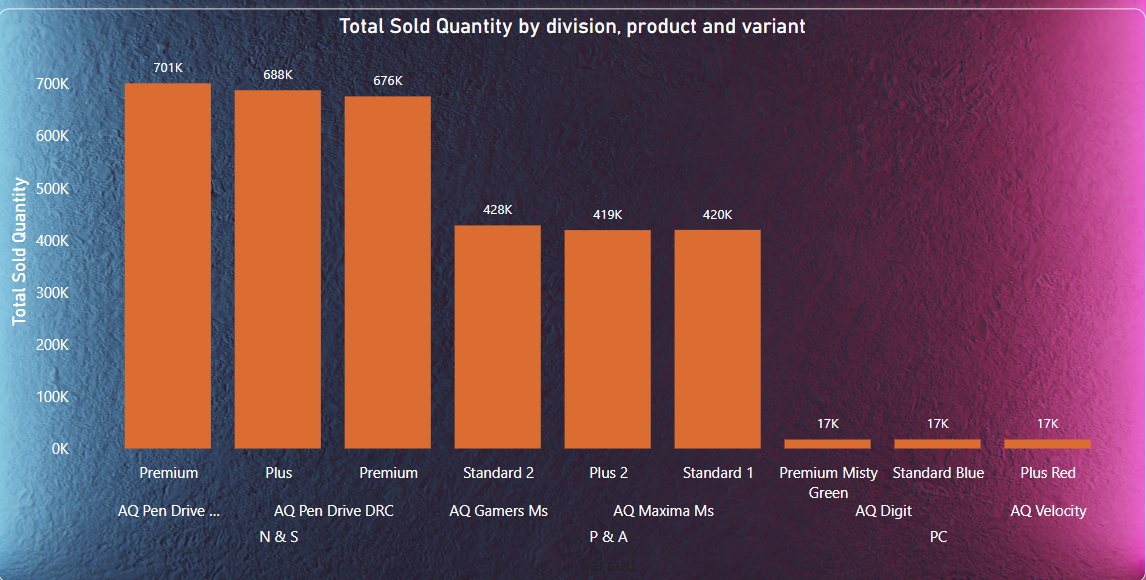 Total Sold Quantity by division, product and variant
Total Sold Quantity
700K
600K
500K
400K
300K
200K
100K
0K
701K
688K
676K
428K
419K
420K
17K
17K
17K
Premium
Plus
Premium
Standard 2
Plus 2
Standard 1
Premium Misty
Green
Standard Blue
Plus Red
AQ Pen Drive ...
AQ Pen Drive DRC
AQ Gamers Ms
AQ Maxima Ms
AQ Digit
AQ Velocity
N & S
P & A
PC
variant